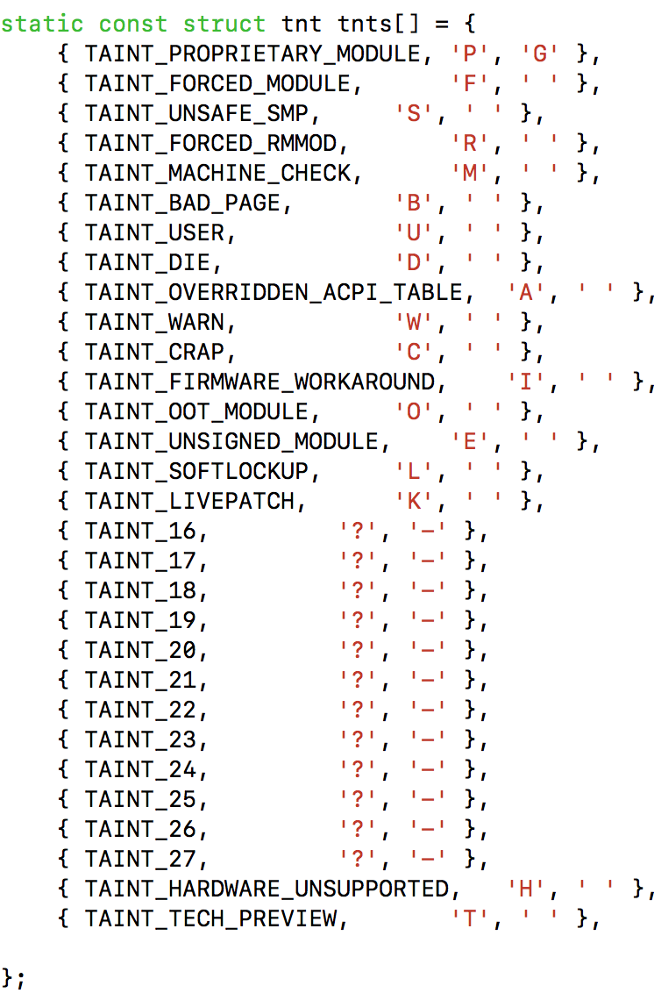 static const struct tnt tnts[] = {
    { TAINT_PROPRIETARY_MODULE, 'P', 'G' },
    { TAINT_FORCED_MODULE,      'F', ' ' },
    { TAINT_UNSAFE_SMP,     'S', ' ' },
    { TAINT_FORCED_RMMOD,       'R', ' ' },
    { TAINT_MACHINE_CHECK,      'M', ' ' },
    { TAINT_BAD_PAGE,       'B', ' ' },
    { TAINT_USER,           'U', ' ' },
    { TAINT_DIE,            'D', ' ' },
    { TAINT_OVERRIDDEN_ACPI_TABLE,  'A', ' ' },
    { TAINT_WARN,           'W', ' ' },
    { TAINT_CRAP,           'C', ' ' },
    { TAINT_FIRMWARE_WORKAROUND,    'I', ' ' },
    { TAINT_OOT_MODULE,     'O', ' ' },
    { TAINT_UNSIGNED_MODULE,    'E', ' ' },
    { TAINT_SOFTLOCKUP,     'L', ' ' },
    { TAINT_LIVEPATCH,      'K', ' ' },
    { TAINT_16,         '?', '-' },
    { TAINT_17,         '?', '-' },
    { TAINT_18,         '?', '-' },
    { TAINT_19,         '?', '-' },
    { TAINT_20,         '?', '-' },
    { TAINT_21,         '?', '-' },
    { TAINT_22,         '?', '-' },
    { TAINT_23,         '?', '-' },
    { TAINT_24,         '?', '-' },
    { TAINT_25,         '?', '-' },
    { TAINT_26,         '?', '-' },
    { TAINT_27,         '?', '-' },
    { TAINT_HARDWARE_UNSUPPORTED,   'H', ' ' },
    { TAINT_TECH_PREVIEW,       'T', ' ' },

};